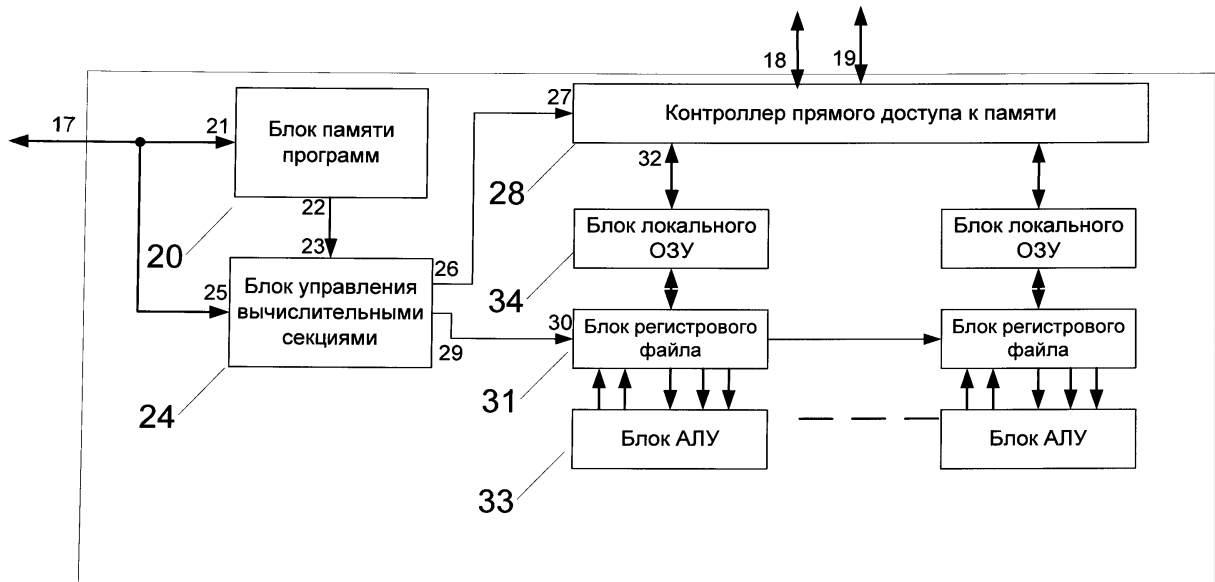 18
19
17
21
Блок памяти
программ
27
Контроллер прямого доступа к памяти
28
32
22
20
23
Блок локального
ОЗУ
Блок локального
ОЗУ
34
25
Блок управления
вычислительными
секциями
26
29
24
30
Блок регистрового
файла
Блок регистрового
файла
31
Блок АЛУ
Блок АЛУ
33